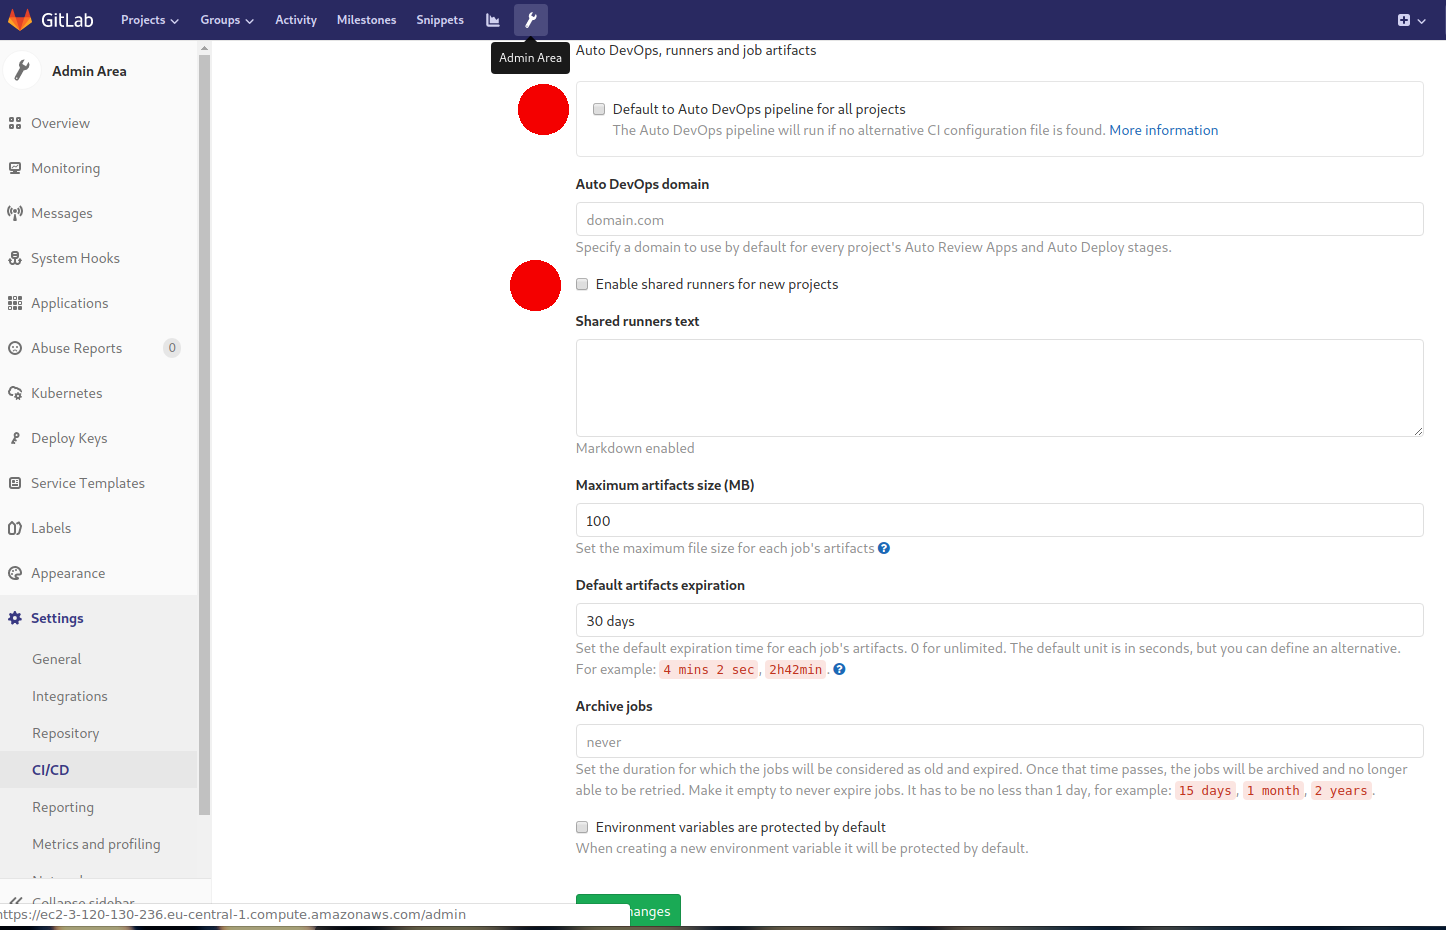 GitLab Projects Groups Activity Milestones Snippets
Admin Area
Admin Area
Overview
Monitoring
Messages
System Hooks
Applications
Abuse Reports 0
Kubernetes
Deploy Keys
Service Templates
Labels
Appearance
Settings
General
Integrations
Repository
CI/CD
Reporting
Metrics and profiling
Collapse sidebar
https://ec2-3-120-130-236.eu-central-1.compute.amazonaws.com/admin
Auto DevOps, runners and job artifacts
Default to Auto DevOps pipeline for all projects
The Auto DevOps pipeline will run if no alternative CI configuration file is found. More information
Auto DevOps domain
domain.com
Specify a domain to use by default for every project's Auto Review Apps and Auto Deploy stages.
Enable shared runners for new projects
Shared runners text
Markdown enabled
Maximum artifacts size (MB)
100
Set the maximum file size for each job's artifacts
Default artifacts expiration
30 days
Set the default expiration time for each job's artifacts. 0 for unlimited. The default unit is in seconds, but you can define an alternative.
For example: 4 mins 2 sec, 2h42min.
Archive jobs
never
Set the duration for which the jobs will be considered as old and expired. Once that time passes, the jobs will be archived and no longer
able to be retried. Make it empty to never expire jobs. It has to be no less than 1 day, for example: 15 days, 1 month, 2 years.
Environment variables are protected by default
When creating a new environment variable it will be protected by default.